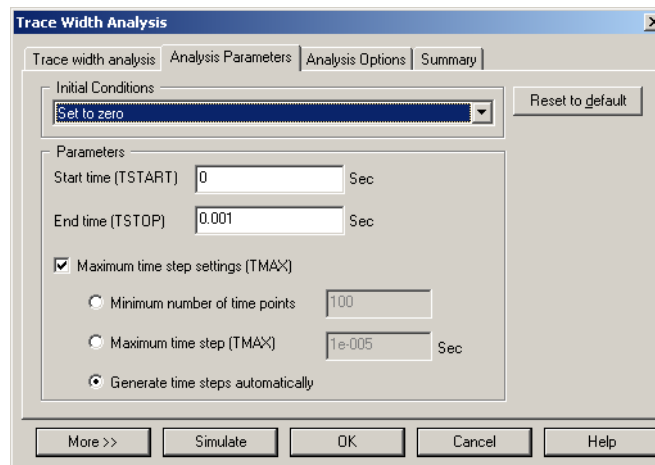 Trace Width Analysis
Trace width analysis Analysis Parameters Analysis Options Summary
Initial Conditions
Set to zero
Reset to default
Parameters
Start time (TSTART) 0 Sec
End time (TSTOP) 0.001 Sec
Maximum time step settings (TMAX)
Minimum number of time points 100
Maximum time step (TMAX) 1e-005 Sec
Generate time steps automatically
More >> Simulate OK Cancel Help